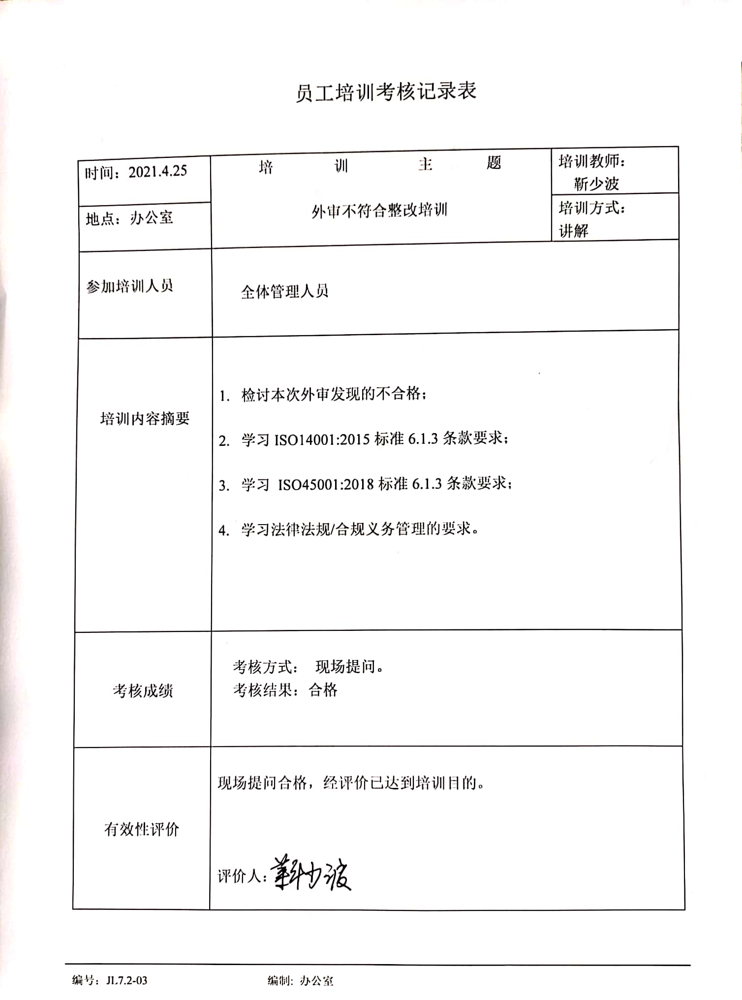 员工培训考核记录表
时间：2021.4.25
培 训 主 题
培训教师：
靳少波
地点：办公室
外审不符合整改培训
培训方式：
讲解
参加培训人员
全体管理人员
培训内容摘要
1. 检讨本次外审发现的不合格；
2. 学习 ISO14001:2015 标准 6.1.3 条款要求；
3. 学习 ISO45001:2018 标准 6.1.3 条款要求；
4. 学习法律法规/合规义务管理的要求。
考核成绩
考核方式： 现场提问。
考核结果：合格
有效性评价
现场提问合格，经评价已达到培训目的。
评价人：靳少波
编号：JL7.2-03 编制：办公室